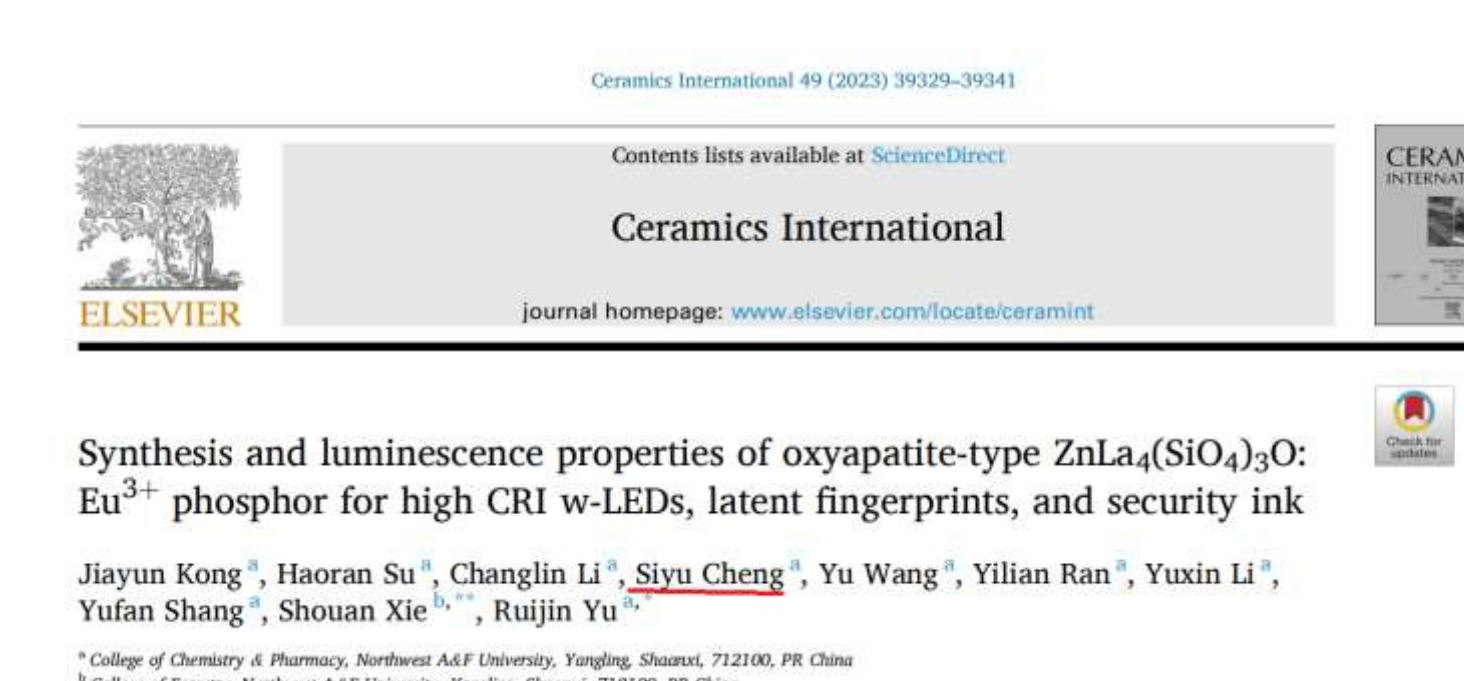 Ceramics International 49 (2023) 39329–39341
Contents lists available at ScienceDirect
Ceramics International
journal homepage: www.elsevier.com/locate/ceramint
ELSEVIER
CERAM
INTERNAT
Check for
updates
Synthesis and luminescence properties of oxyapatite-type ZnLa₄(SiO₄)₃O:
Eu³⁺ phosphor for high CRI w-LEDs, latent fingerprints, and security ink
Jiayun Kong ᵃ, Haoran Su ᵃ, Changlin Li ᵃ, Siyu Cheng ᵃ, Yu Wang ᵃ, Yilian Ran ᵃ, Yuxin Li ᵃ,
Yufan Shang ᵃ, Shouan Xie ᵇ,**, Ruijin Yu ᵃ,*
ᵃ College of Chemistry & Pharmacy, Northwest A&F University, Yangling, Shaanxi, 712100, PR China